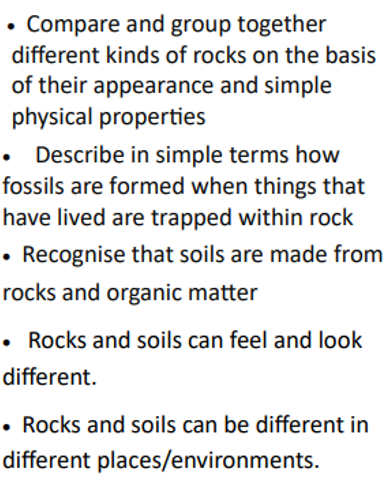 • Compare and group together
different kinds of rocks on the basis
of their appearance and simple
physical properties
• Describe in simple terms how
fossils are formed when things that
have lived are trapped within rock
• Recognise that soils are made from
rocks and organic matter
• Rocks and soils can feel and look
different.
• Rocks and soils can be different in
different places/environments.